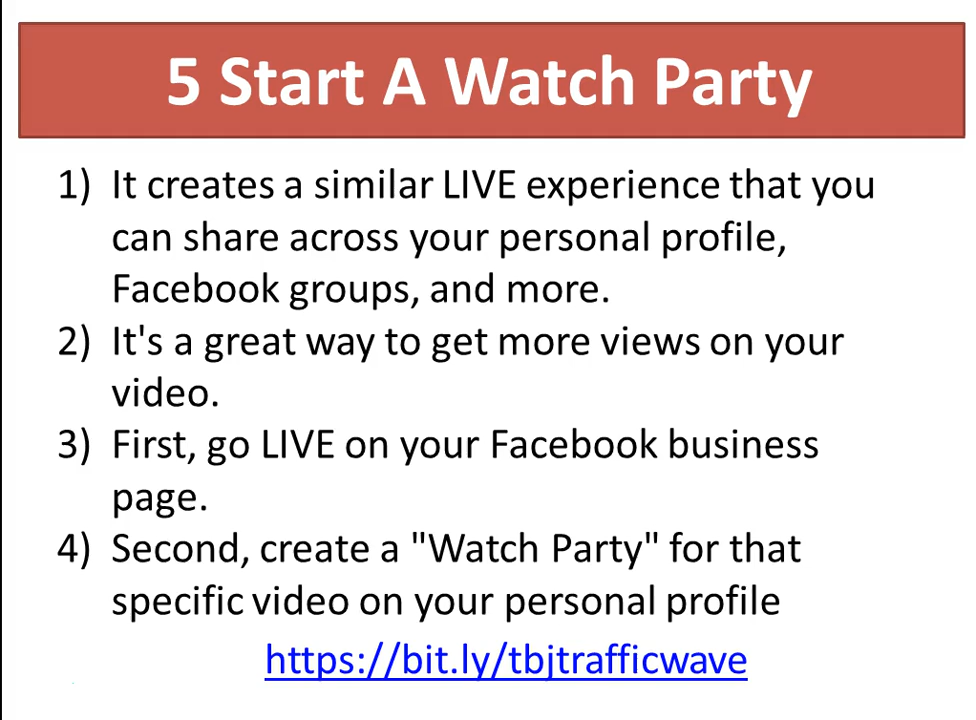 5 Start A Watch Party
1) It creates a similar LIVE experience that you
can share across your personal profile,
Facebook groups, and more.
2) It's a great way to get more views on your
video.
3) First, go LIVE on your Facebook business
page.
4) Second, create a "Watch Party" for that
specific video on your personal profile
https://bit.ly/tbjtrafficwave